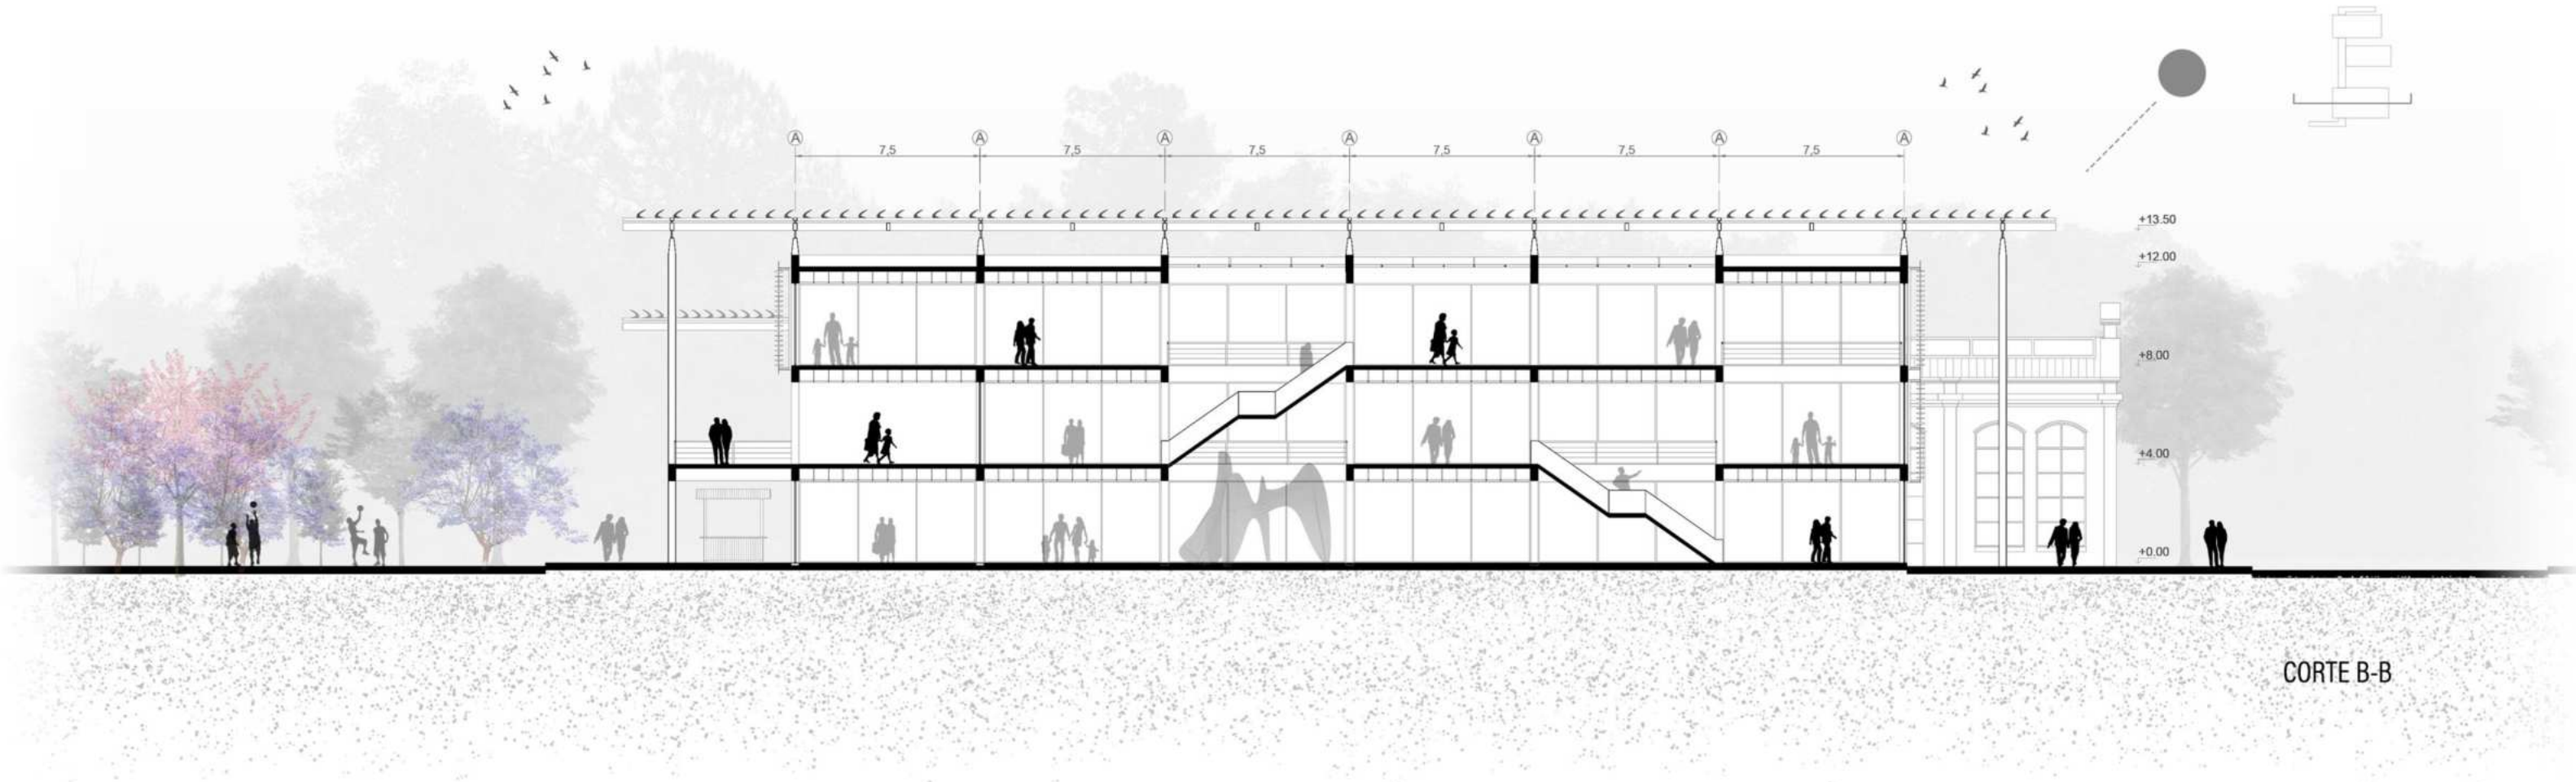 A A A A A A A
7,5 7,5 7,5 7,5 7,5 7,5
+13.50
+12.00
+8.00
+4.00
+0.00
CORTE B-B